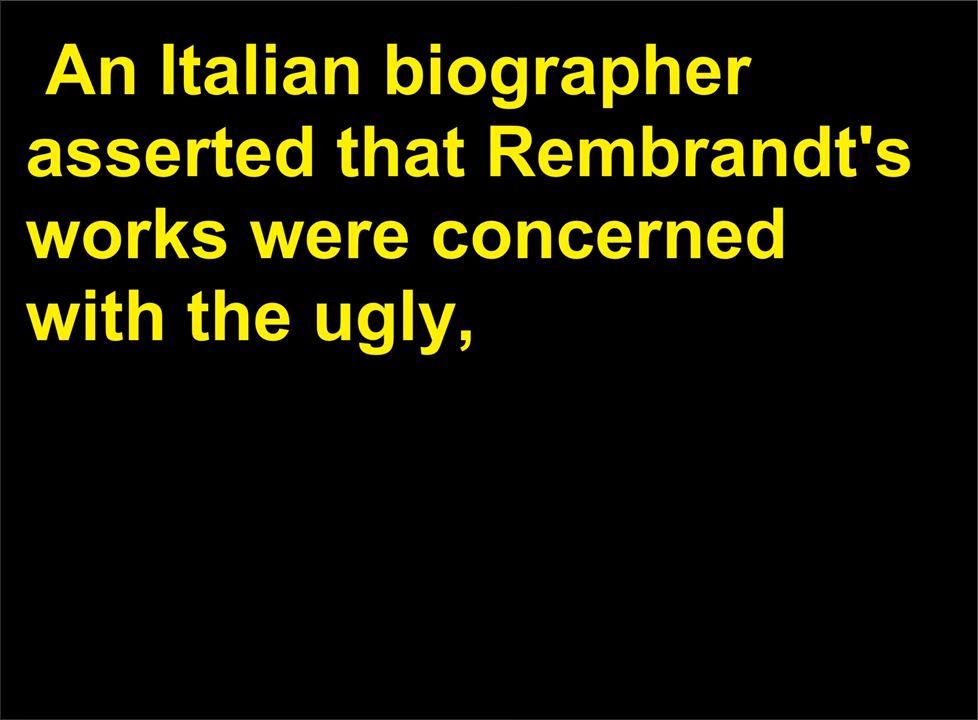 An Italian biographer
asserted that Rembrandt's
works were concerned
with the ugly,